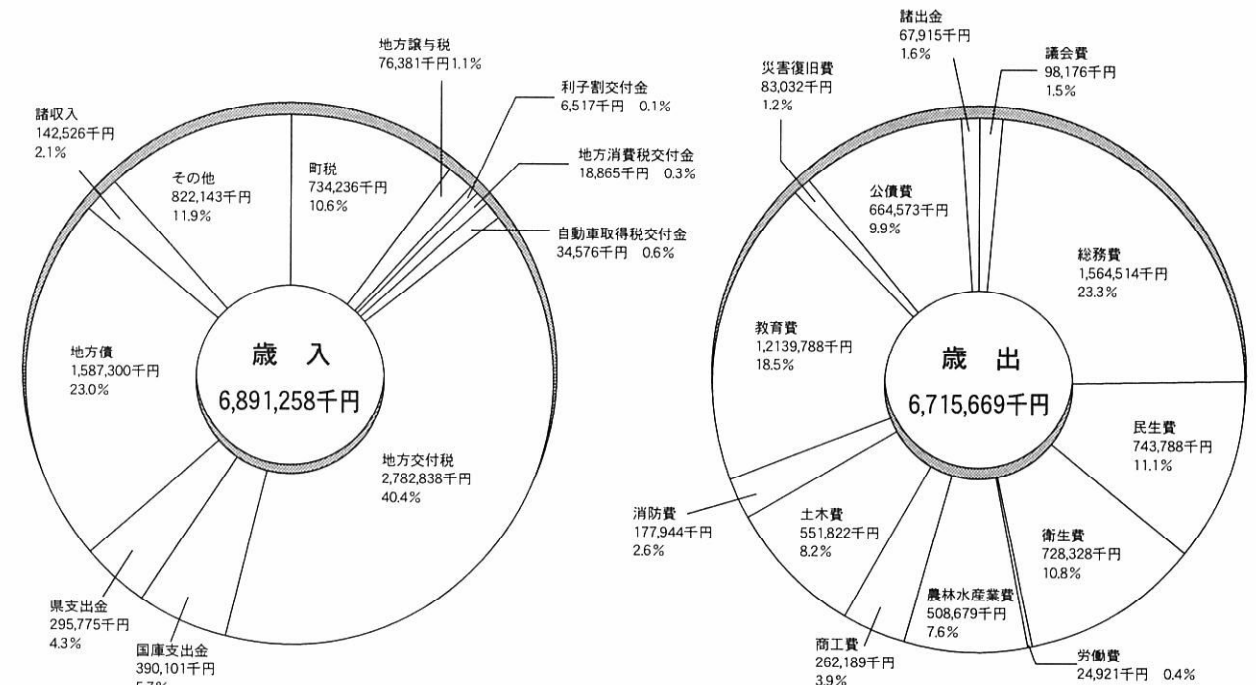 歳 入
6,891,258千円
町税
734,236千円
10.6%
地方譲与税
76,381千円1.1%
利子割交付金
6,517千円 0.1%
地方消費税交付金
18,865千円 0.3%
自動車取得税交付金
34,576千円 0.6%
地方交付税
2,782,838千円
40.4%
国庫支出金
390,101千円
県支出金
295,775千円
4.3%
地方債
1,587,300千円
23.0%
諸収入
142,526千円
2.1%
その他
822,143千円
11.9%
歳 出
6,715,669千円
議会費
98,176千円
1.5%
総務費
1,564,514千円
23.3%
民生費
743,788千円
11.1%
衛生費
728,328千円
10.8%
労働費
24,921千円 0.4%
農林水産業費
508,679千円
7.6%
商工費
262,189千円
3.9%
土木費
551,822千円
8.2%
消防費
177,944千円
2.6%
教育費
1,2139,788千円
18.5%
災害復旧費
83,032千円
1.2%
公債費
664,573千円
9.9%
諸出金
67,915千円
1.6%